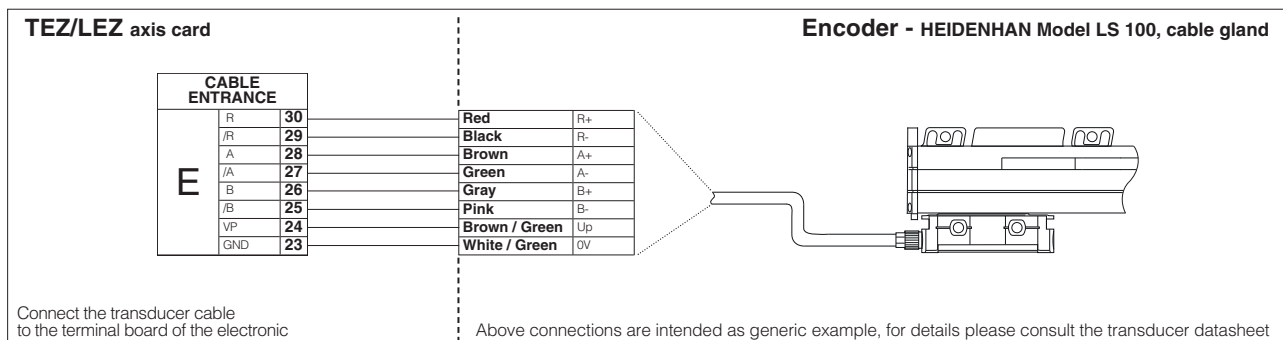 TEZ/LEZ axis card
Encoder - HEIDENHAN Model LS 100, cable gland
CABLE
ENTRANCE
E
R 30 Red R+
/R 29 Black R-
A 28 Brown A+
/A 27 Green A-
B 26 Gray B+
/B 25 Pink B-
VP 24 Brown / Green Up
GND 23 White / Green 0V
Connect the transducer cable
to the terminal board of the electronic
Above connections are intended as generic example, for details please consult the transducer datasheet